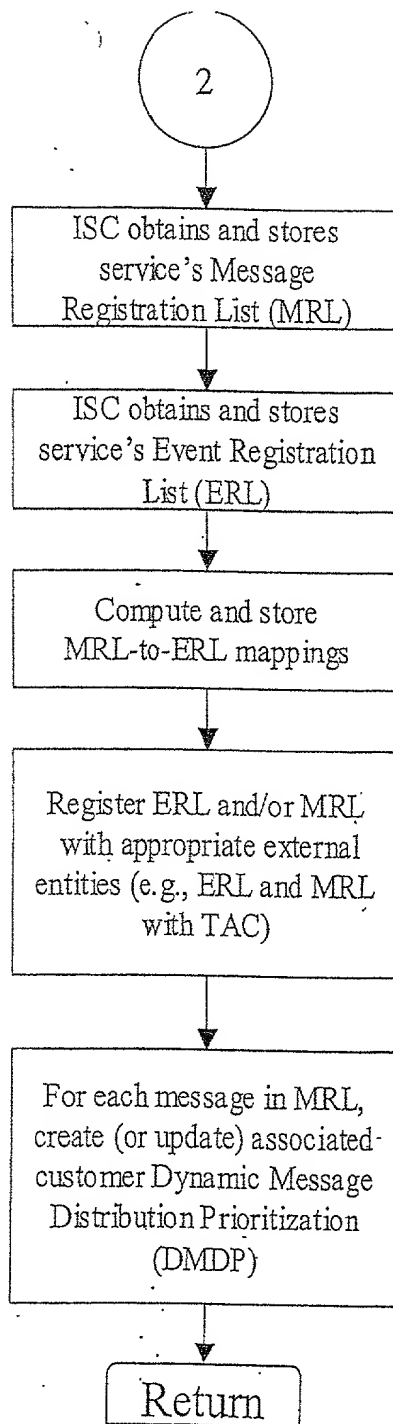 2
ISC obtains and stores
service's Message
Registration List (MRL)
ISC obtains and stores
service's Event Registration
List (ERL)
Compute and store
MRL-to-ERL mappings
Register ERL and/or MRL
with appropriate external
entities (e.g., ERL and MRL
with TAC)
For each message in MRL,
create (or update) associated-
customer Dynamic Message
Distribution Prioritization
(DMDP)
Return